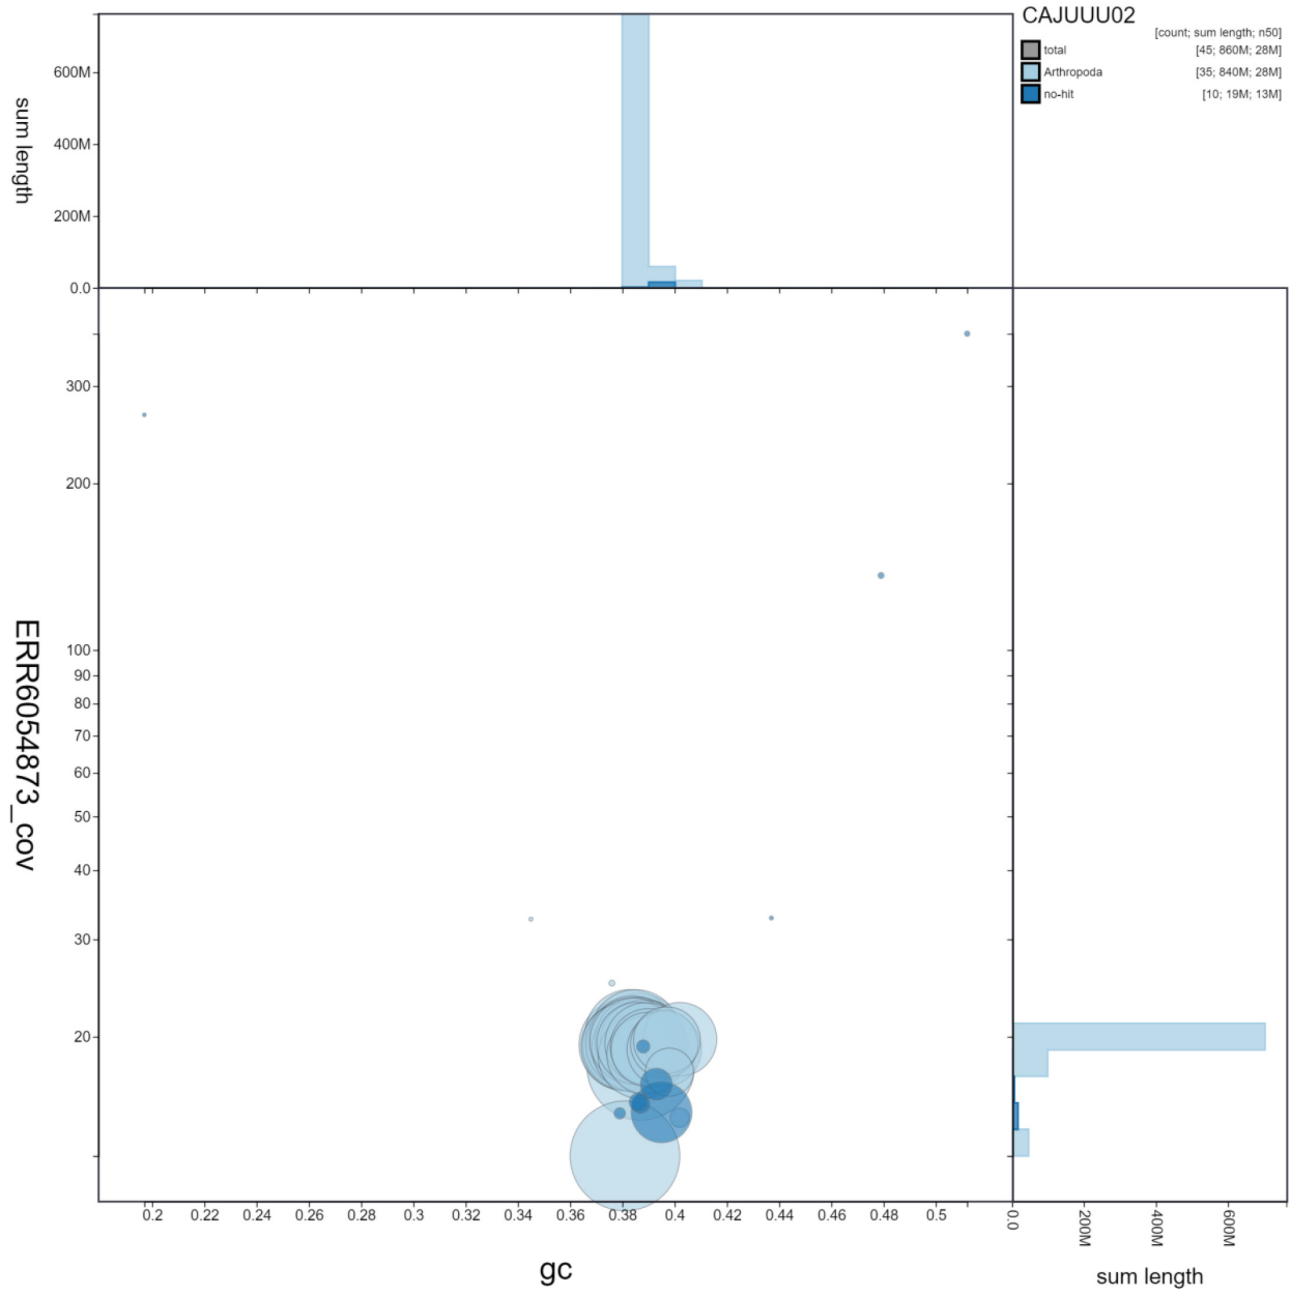 CAJUUU02
[count; sum length; n50]
total [45; 860M; 28M]
Arthropoda [35; 840M; 28M]
no-hit [10; 19M; 13M]
sum length
600M
400M
200M
0.0
ERR6054873_cov
300
200
100
90
80
70
60
50
40
30
20
0.2 0.22 0.24 0.26 0.28 0.3 0.32 0.34 0.36 0.38 0.4 0.42 0.44 0.46 0.48 0.5
gc
0.0 200M 400M 600M
sum length